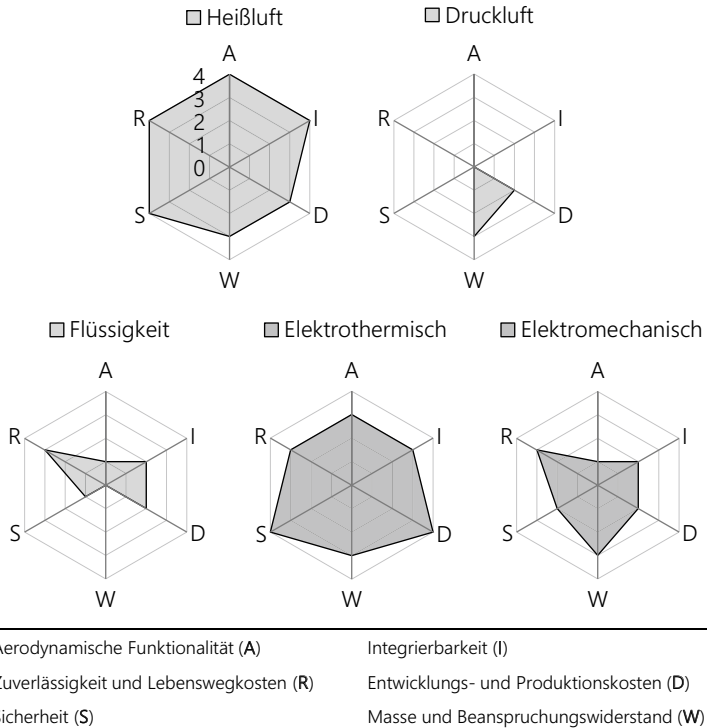 Heißluft
Druckluft
A
A
4
3
2
1
0
R
I
R
I
S
D
S
D
W
W
Flüssigkeit
Elektrothermisch
Elektromechanisch
A
A
A
R
I
R
I
R
I
S
D
S
D
S
D
W
W
W
Aerodynamische Funktionalität (A)
Integrierbarkeit (I)
Zuverlässigkeit und Lebenswegkosten (R)
Entwicklungs- und Produktionskosten (D)
Sicherheit (S)
Masse und Beanspruchungswiderstand (W)